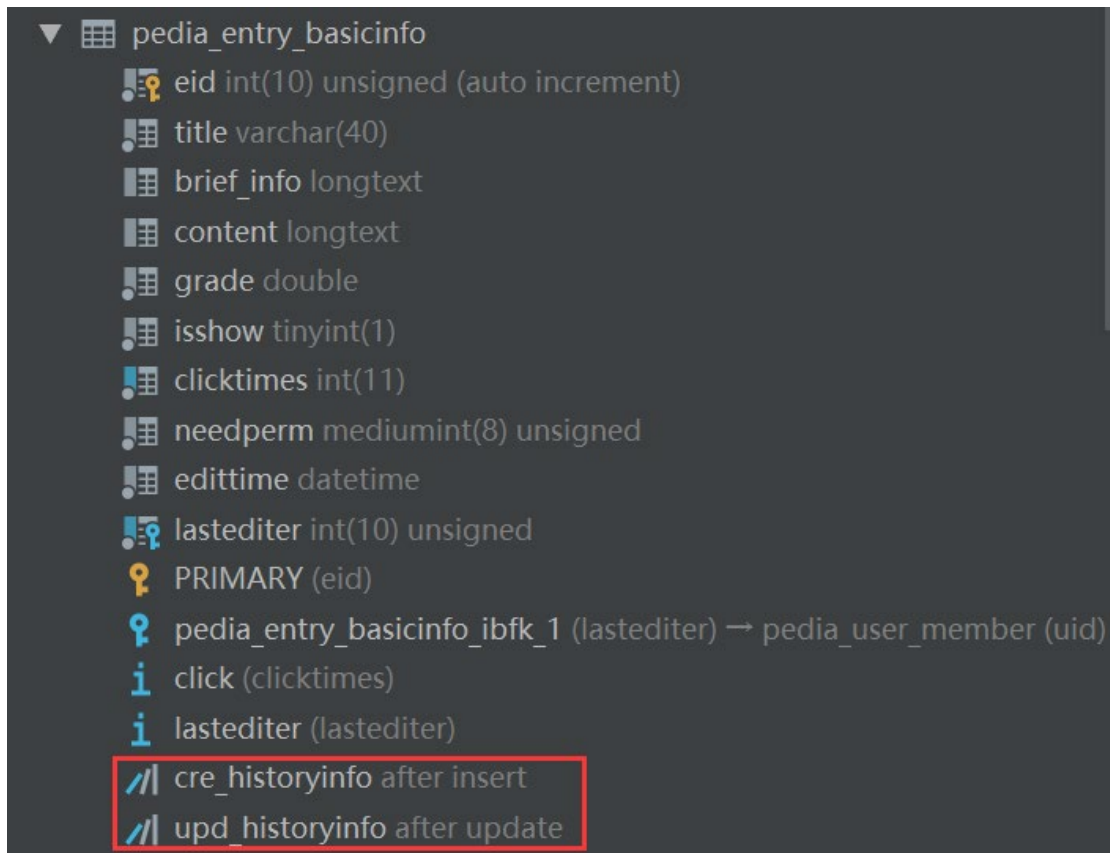 pedia_entry_basicinfo
eid int(10) unsigned (auto increment)
title varchar(40)
brief_info longtext
content longtext
grade double
isshow tinyint(1)
clicktimes int(11)
needperm mediumint(8) unsigned
edittime datetime
lastediter int(10) unsigned
PRIMARY (eid)
pedia_entry_basicinfo_ibfk_1 (lastediter) → pedia_user_member (uid)
click (clicktimes)
lastediter (lastediter)
cre_historyinfo after insert
upd_historyinfo after update